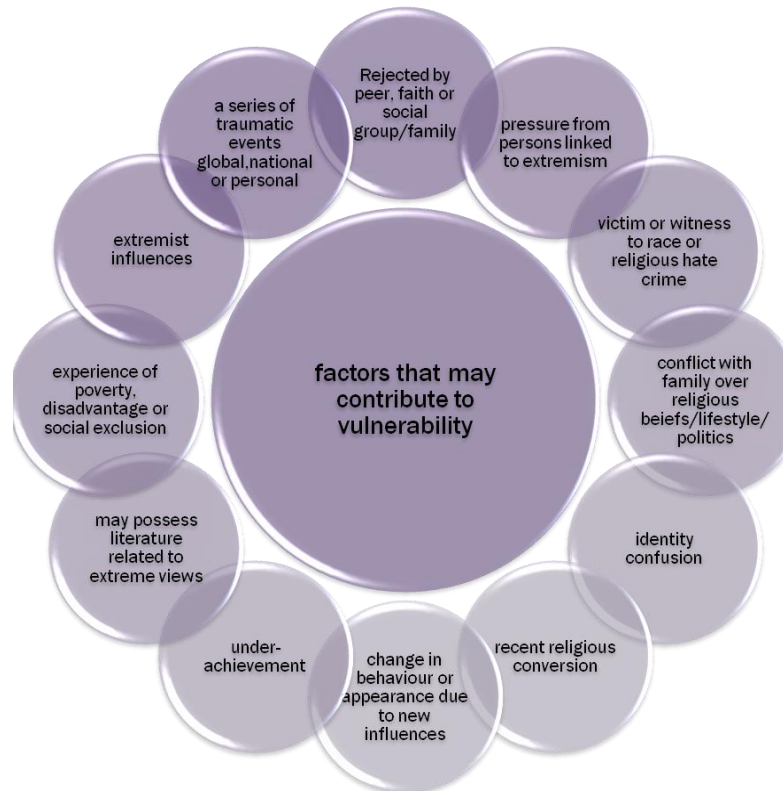 Rejected by
peer, faith or
social
group/family
pressure from
persons linked
to extremism
victim or witness
to race or
religious hate
crime
conflict with
family over
religious
beliefs/lifestyle/
politics
identity
confusion
recent religious
conversion
change in
behaviour or
appearance due
to new
influences
under-
achievement
may possess
literature
related to
extreme views
experience of
poverty,
disadvantage or
social exclusion
extremist
influences
a series of
traumatic
events
global,national
or personal
factors that may
contribute to
vulnerability